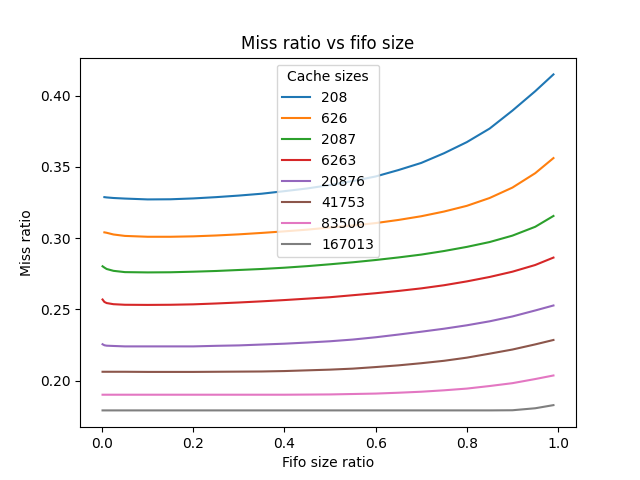 Miss ratio vs fifo size
Cache sizes
208
626
2087
6263
20876
41753
83506
167013
0.40
0.35
0.30
0.25
0.20
Miss ratio
0.0 0.2 0.4 0.6 0.8 1.0
Fifo size ratio